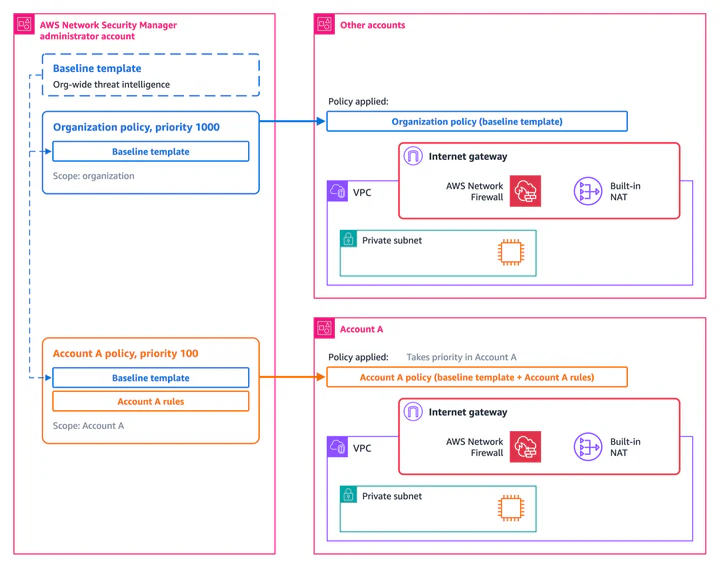 AWS Network Security Manager
administrator account
Baseline template
Org-wide threat intelligence
Organization policy, priority 1000
Baseline template
Scope: organization
Account A policy, priority 100
Baseline template
Account A rules
Scope: Account A
Other accounts
Policy applied:
Organization policy (baseline template)
Internet gateway
AWS Network
Firewall
Built-in
NAT
VPC
Private subnet
Account A
Policy applied: Takes priority in Account A
Account A policy (baseline template + Account A rules)
Internet gateway
AWS Network
Firewall
Built-in
NAT
VPC
Private subnet